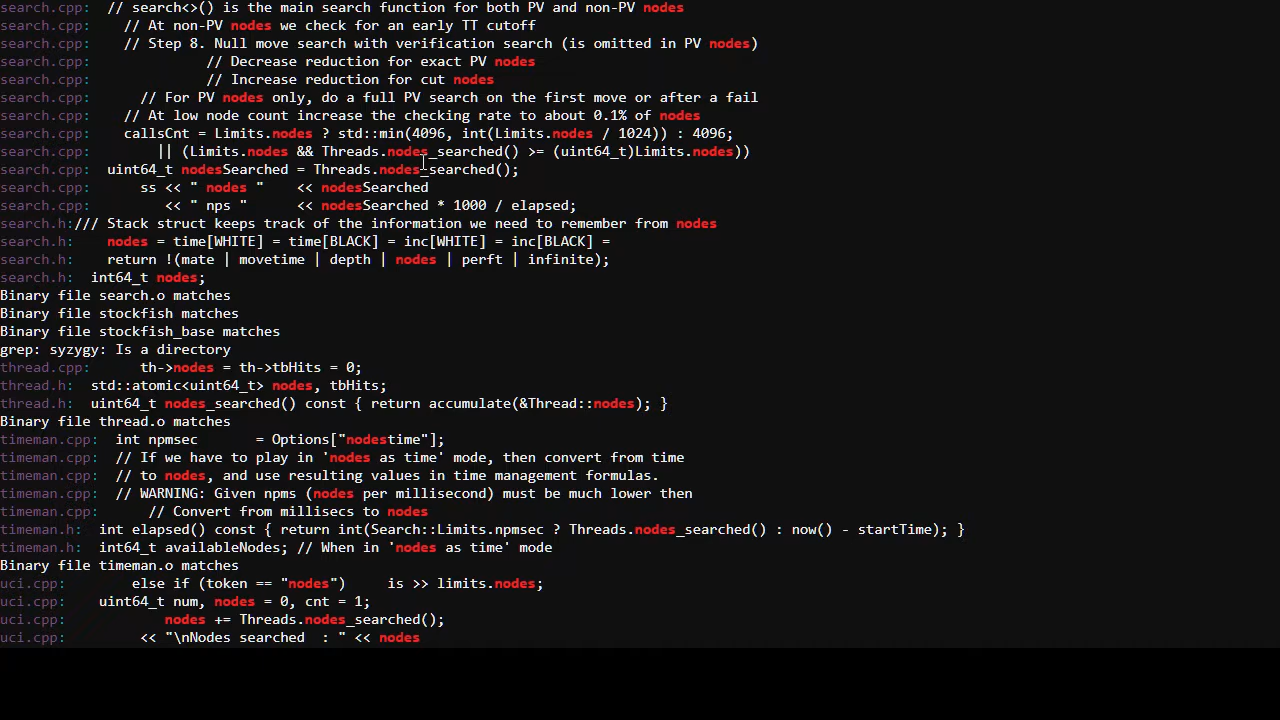 search.cpp:  // search<>() is the main search function for both PV and non-PV nodes
search.cpp:    // At non-PV nodes we check for an early TT cutoff
search.cpp:    // Step 8. Null move search with verification search (is omitted in PV nodes)
search.cpp:              // Decrease reduction for exact PV nodes
search.cpp:              // Increase reduction for cut nodes
search.cpp:      // For PV nodes only, do a full PV search on the first move or after a fail
search.cpp:    // At low node count increase the checking rate to about 0.1% of nodes
search.cpp:    callsCnt = Limits.nodes ? std::min(4096, int(Limits.nodes / 1024)) : 4096;
search.cpp:        || (Limits.nodes && Threads.nodes_searched() >= (uint64_t)Limits.nodes))
search.cpp:  uint64_t nodesSearched = Threads.nodes_searched();
search.cpp:      ss << " nodes "    << nodesSearched
search.cpp:         << " nps "      << nodesSearched * 1000 / elapsed;
search.h:/// Stack struct keeps track of the information we need to remember from nodes
search.h:    nodes = time[WHITE] = time[BLACK] = inc[WHITE] = inc[BLACK] =
search.h:    return !(mate | movetime | depth | nodes | perft | infinite);
search.h:  int64_t nodes;
Binary file search.o matches
Binary file stockfish matches
Binary file stockfish_base matches
grep: syzygy: Is a directory
thread.cpp:      th->nodes = th->tbHits = 0;
thread.h:  std::atomic<uint64_t> nodes, tbHits;
thread.h:  uint64_t nodes_searched() const { return accumulate(&Thread::nodes); }
Binary file thread.o matches
timeman.cpp:  int npmsec       = Options["nodestime"];
timeman.cpp:  // If we have to play in 'nodes as time' mode, then convert from time
timeman.cpp:  // to nodes, and use resulting values in time management formulas.
timeman.cpp:  // WARNING: Given npms (nodes per millisecond) must be much lower then
timeman.cpp:      // Convert from millisecs to nodes
timeman.h:  int elapsed() const { return int(Search::Limits.npmsec ? Threads.nodes_searched() : now() - startTime); }
timeman.h:  int64_t availableNodes; // When in 'nodes as time' mode
Binary file timeman.o matches
uci.cpp:        else if (token == "nodes")     is >> limits.nodes;
uci.cpp:    uint64_t num, nodes = 0, cnt = 1;
uci.cpp:            nodes += Threads.nodes_searched();
uci.cpp:         << "\nNodes searched  : " << nodes